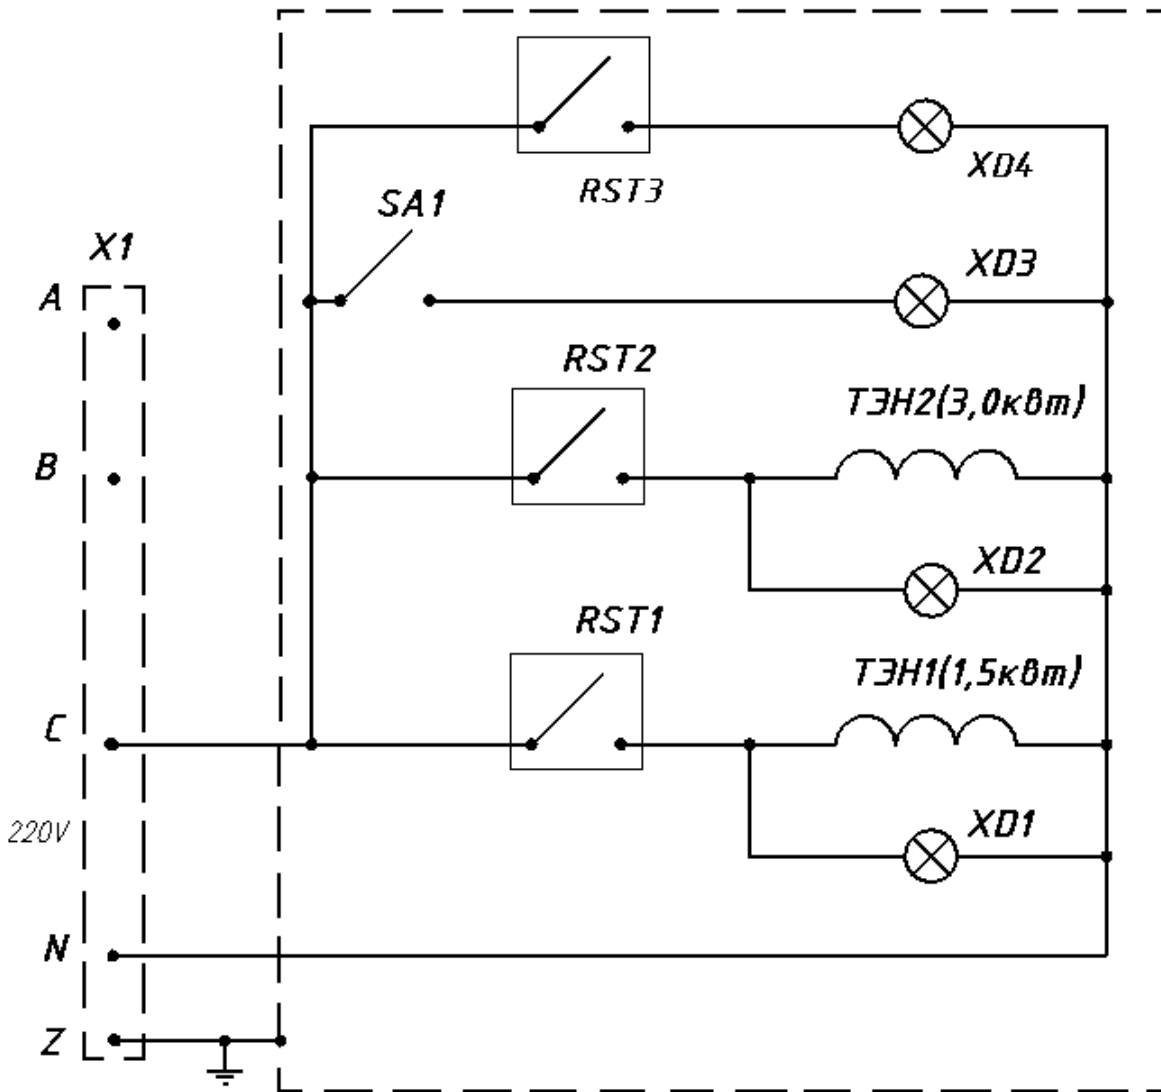 XD4
RST3
SA1
X1
XD3
A
RST2
ТЭН2(3,0квт)
B
XD2
RST1
ТЭН1(1,5квт)
C
XD1
220V
N
Z